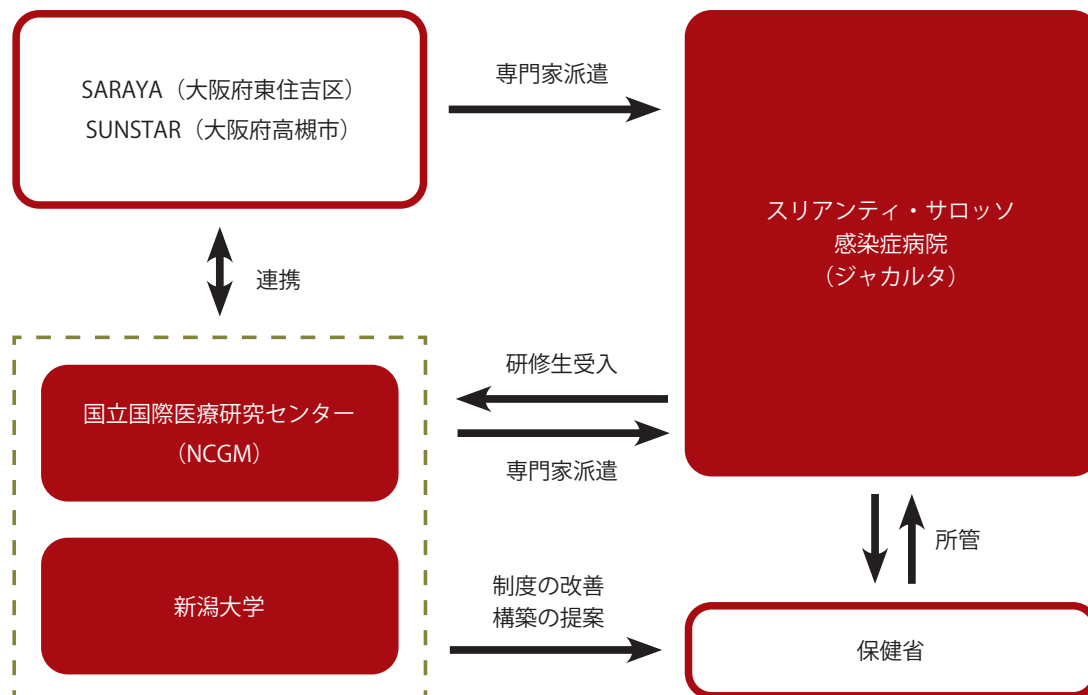 SARAYA（大阪府東住吉区）
SUNSTAR（大阪府高槻市）
専門家派遣
スリアンティ・サロッソ
感染症病院
（ジャカルタ）
連携
国立国際医療研究センター
（NCGM）
研修生受入
専門家派遣
所管
新潟大学
制度の改善
構築の提案
保健省